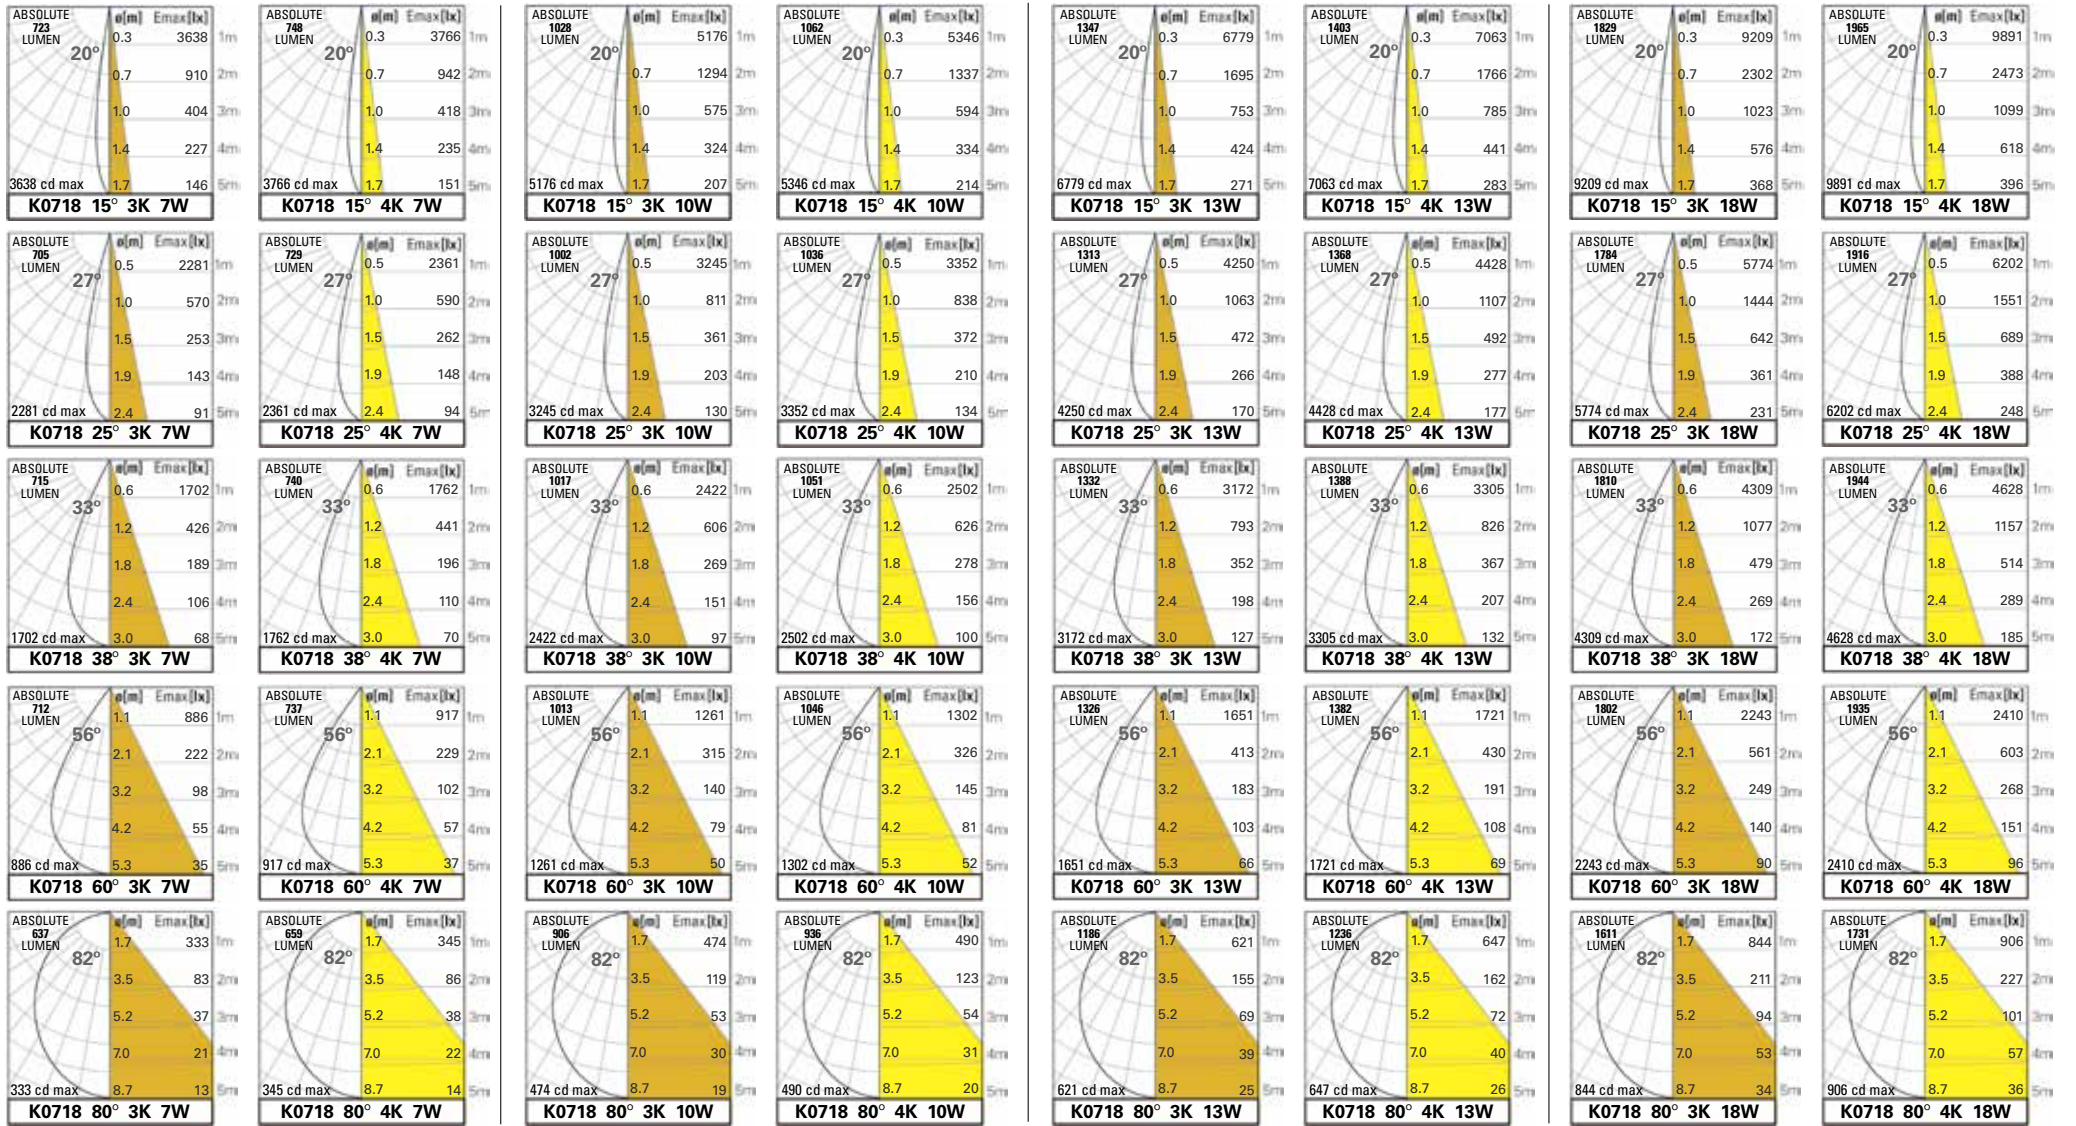 ABSOLUTE ø[m] Emax[lx]
723
LUMEN 0.3 3638 1m
20°
0.7 910 2m
1.0 404 3m
1.4 227 4m
3638 cd max 1.7 146 5m
K0718 15° 3K 7W
ABSOLUTE ø[m] Emax[lx]
748
LUMEN 0.3 3766 1m
20°
0.7 942 2m
1.0 418 3m
1.4 235 4m
3766 cd max 1.7 151 5m
K0718 15° 4K 7W
ABSOLUTE ø[m] Emax[lx]
1028
LUMEN 0.3 5176 1m
20°
0.7 1294 2m
1.0 575 3m
1.4 324 4m
5176 cd max 1.7 207 5m
K0718 15° 3K 10W
ABSOLUTE ø[m] Emax[lx]
1062
LUMEN 0.3 5346 1m
20°
0.7 1337 2m
1.0 594 3m
1.4 334 4m
5346 cd max 1.7 214 5m
K0718 15° 4K 10W
ABSOLUTE ø[m] Emax[lx]
1347
LUMEN 0.3 6779 1m
20°
0.7 1695 2m
1.0 753 3m
1.4 424 4m
6779 cd max 1.7 271 5m
K0718 15° 3K 13W
ABSOLUTE ø[m] Emax[lx]
1403
LUMEN 0.3 7063 1m
20°
0.7 1766 2m
1.0 785 3m
1.4 441 4m
7063 cd max 1.7 283 5m
K0718 15° 4K 13W
ABSOLUTE ø[m] Emax[lx]
1829
LUMEN 0.3 9209 1m
20°
0.7 2302 2m
1.0 1023 3m
1.4 576 4m
9209 cd max 1.7 368 5m
K0718 15° 3K 18W
ABSOLUTE ø[m] Emax[lx]
1965
LUMEN 0.3 9891 1m
20°
0.7 2473 2m
1.0 1099 3m
1.4 618 4m
9891 cd max 1.7 396 5m
K0718 15° 4K 18W
ABSOLUTE ø[m] Emax[lx]
705
LUMEN 0.5 2281 1m
27°
1.0 570 2m
1.5 253 3m
1.9 143 4m
2281 cd max 2.4 91 5m
K0718 25° 3K 7W
ABSOLUTE ø[m] Emax[lx]
729
LUMEN 0.5 2361 1m
27°
1.0 590 2m
1.5 262 3m
1.9 148 4m
2361 cd max 2.4 94 5m
K0718 25° 4K 7W
ABSOLUTE ø[m] Emax[lx]
1002
LUMEN 0.5 3245 1m
27°
1.0 811 2m
1.5 361 3m
1.9 203 4m
3245 cd max 2.4 130 5m
K0718 25° 3K 10W
ABSOLUTE ø[m] Emax[lx]
1036
LUMEN 0.5 3352 1m
27°
1.0 838 2m
1.5 372 3m
1.9 210 4m
3352 cd max 2.4 134 5m
K0718 25° 4K 10W
ABSOLUTE ø[m] Emax[lx]
1313
LUMEN 0.5 4250 1m
27°
1.0 1063 2m
1.5 472 3m
1.9 266 4m
4250 cd max 2.4 170 5m
K0718 25° 3K 13W
ABSOLUTE ø[m] Emax[lx]
1368
LUMEN 0.5 4428 1m
27°
1.0 1107 2m
1.5 492 3m
1.9 277 4m
4428 cd max 2.4 177 5m
K0718 25° 4K 13W
ABSOLUTE ø[m] Emax[lx]
1784
LUMEN 0.5 5774 1m
27°
1.0 1444 2m
1.5 642 3m
1.9 361 4m
5774 cd max 2.4 231 5m
K0718 25° 3K 18W
ABSOLUTE ø[m] Emax[lx]
1916
LUMEN 0.5 6202 1m
27°
1.0 1551 2m
1.5 689 3m
1.9 388 4m
6202 cd max 2.4 248 5m
K0718 25° 4K 18W
ABSOLUTE ø[m] Emax[lx]
715
LUMEN 0.6 1702 1m
33°
1.2 426 2m
1.8 189 3m
2.4 106 4m
1702 cd max 3.0 68 5m
K0718 38° 3K 7W
ABSOLUTE ø[m] Emax[lx]
740
LUMEN 0.6 1762 1m
33°
1.2 441 2m
1.8 196 3m
2.4 110 4m
1762 cd max 3.0 70 5m
K0718 38° 4K 7W
ABSOLUTE ø[m] Emax[lx]
1017
LUMEN 0.6 2422 1m
33°
1.2 606 2m
1.8 269 3m
2.4 151 4m
2422 cd max 3.0 97 5m
K0718 38° 3K 10W
ABSOLUTE ø[m] Emax[lx]
1051
LUMEN 0.6 2502 1m
33°
1.2 626 2m
1.8 278 3m
2.4 156 4m
2502 cd max 3.0 100 5m
K0718 38° 4K 10W
ABSOLUTE ø[m] Emax[lx]
1332
LUMEN 0.6 3172 1m
33°
1.2 793 2m
1.8 352 3m
2.4 198 4m
3172 cd max 3.0 127 5m
K0718 38° 3K 13W
ABSOLUTE ø[m] Emax[lx]
1388
LUMEN 0.6 3305 1m
33°
1.2 826 2m
1.8 367 3m
2.4 207 4m
3305 cd max 3.0 132 5m
K0718 38° 4K 13W
ABSOLUTE ø[m] Emax[lx]
1810
LUMEN 0.6 4309 1m
33°
1.2 1077 2m
1.8 479 3m
2.4 269 4m
4309 cd max 3.0 172 5m
K0718 38° 3K 18W
ABSOLUTE ø[m] Emax[lx]
1944
LUMEN 0.6 4628 1m
33°
1.2 1157 2m
1.8 514 3m
2.4 289 4m
4628 cd max 3.0 185 5m
K0718 38° 4K 18W
ABSOLUTE ø[m] Emax[lx]
712
LUMEN 1.1 886 1m
56°
2.1 222 2m
3.2 98 3m
4.2 55 4m
886 cd max 5.3 35 5m
K0718 60° 3K 7W
ABSOLUTE ø[m] Emax[lx]
737
LUMEN 1.1 917 1m
56°
2.1 229 2m
3.2 102 3m
4.2 57 4m
917 cd max 5.3 37 5m
K0718 60° 4K 7W
ABSOLUTE ø[m] Emax[lx]
1013
LUMEN 1.1 1261 1m
56°
2.1 315 2m
3.2 140 3m
4.2 79 4m
1261 cd max 5.3 50 5m
K0718 60° 3K 10W
ABSOLUTE ø[m] Emax[lx]
1046
LUMEN 1.1 1302 1m
56°
2.1 326 2m
3.2 145 3m
4.2 81 4m
1302 cd max 5.3 52 5m
K0718 60° 4K 10W
ABSOLUTE ø[m] Emax[lx]
1326
LUMEN 1.1 1651 1m
56°
2.1 413 2m
3.2 183 3m
4.2 103 4m
1651 cd max 5.3 66 5m
K0718 60° 3K 13W
ABSOLUTE ø[m] Emax[lx]
1382
LUMEN 1.1 1721 1m
56°
2.1 430 2m
3.2 191 3m
4.2 108 4m
1721 cd max 5.3 69 5m
K0718 60° 4K 13W
ABSOLUTE ø[m] Emax[lx]
1802
LUMEN 1.1 2243 1m
56°
2.1 561 2m
3.2 249 3m
4.2 140 4m
2243 cd max 5.3 90 5m
K0718 60° 3K 18W
ABSOLUTE ø[m] Emax[lx]
1935
LUMEN 1.1 2410 1m
56°
2.1 603 2m
3.2 268 3m
4.2 151 4m
2410 cd max 5.3 96 5m
K0718 60° 4K 18W
ABSOLUTE ø[m] Emax[lx]
637
LUMEN 1.7 333 1m
82°
3.5 83 2m
5.2 37 3m
7.0 21 4m
333 cd max 8.7 13 5m
K0718 80° 3K 7W
ABSOLUTE ø[m] Emax[lx]
659
LUMEN 1.7 345 1m
82°
3.5 86 2m
5.2 38 3m
7.0 22 4m
345 cd max 8.7 14 5m
K0718 80° 4K 7W
ABSOLUTE ø[m] Emax[lx]
906
LUMEN 1.7 474 1m
82°
3.5 119 2m
5.2 53 3m
7.0 30 4m
474 cd max 8.7 19 5m
K0718 80° 3K 10W
ABSOLUTE ø[m] Emax[lx]
936
LUMEN 1.7 490 1m
82°
3.5 123 2m
5.2 54 3m
7.0 31 4m
490 cd max 8.7 20 5m
K0718 80° 4K 10W
ABSOLUTE ø[m] Emax[lx]
1186
LUMEN 1.7 621 1m
82°
3.5 155 2m
5.2 69 3m
7.0 39 4m
621 cd max 8.7 25 5m
K0718 80° 3K 13W
ABSOLUTE ø[m] Emax[lx]
1236
LUMEN 1.7 647 1m
82°
3.5 162 2m
5.2 72 3m
7.0 40 4m
647 cd max 8.7 26 5m
K0718 80° 4K 13W
ABSOLUTE ø[m] Emax[lx]
1611
LUMEN 1.7 844 1m
82°
3.5 211 2m
5.2 94 3m
7.0 53 4m
844 cd max 8.7 34 5m
K0718 80° 3K 18W
ABSOLUTE ø[m] Emax[lx]
1731
LUMEN 1.7 906 1m
82°
3.5 227 2m
5.2 101 3m
7.0 57 4m
906 cd max 8.7 36 5m
K0718 80° 4K 18W